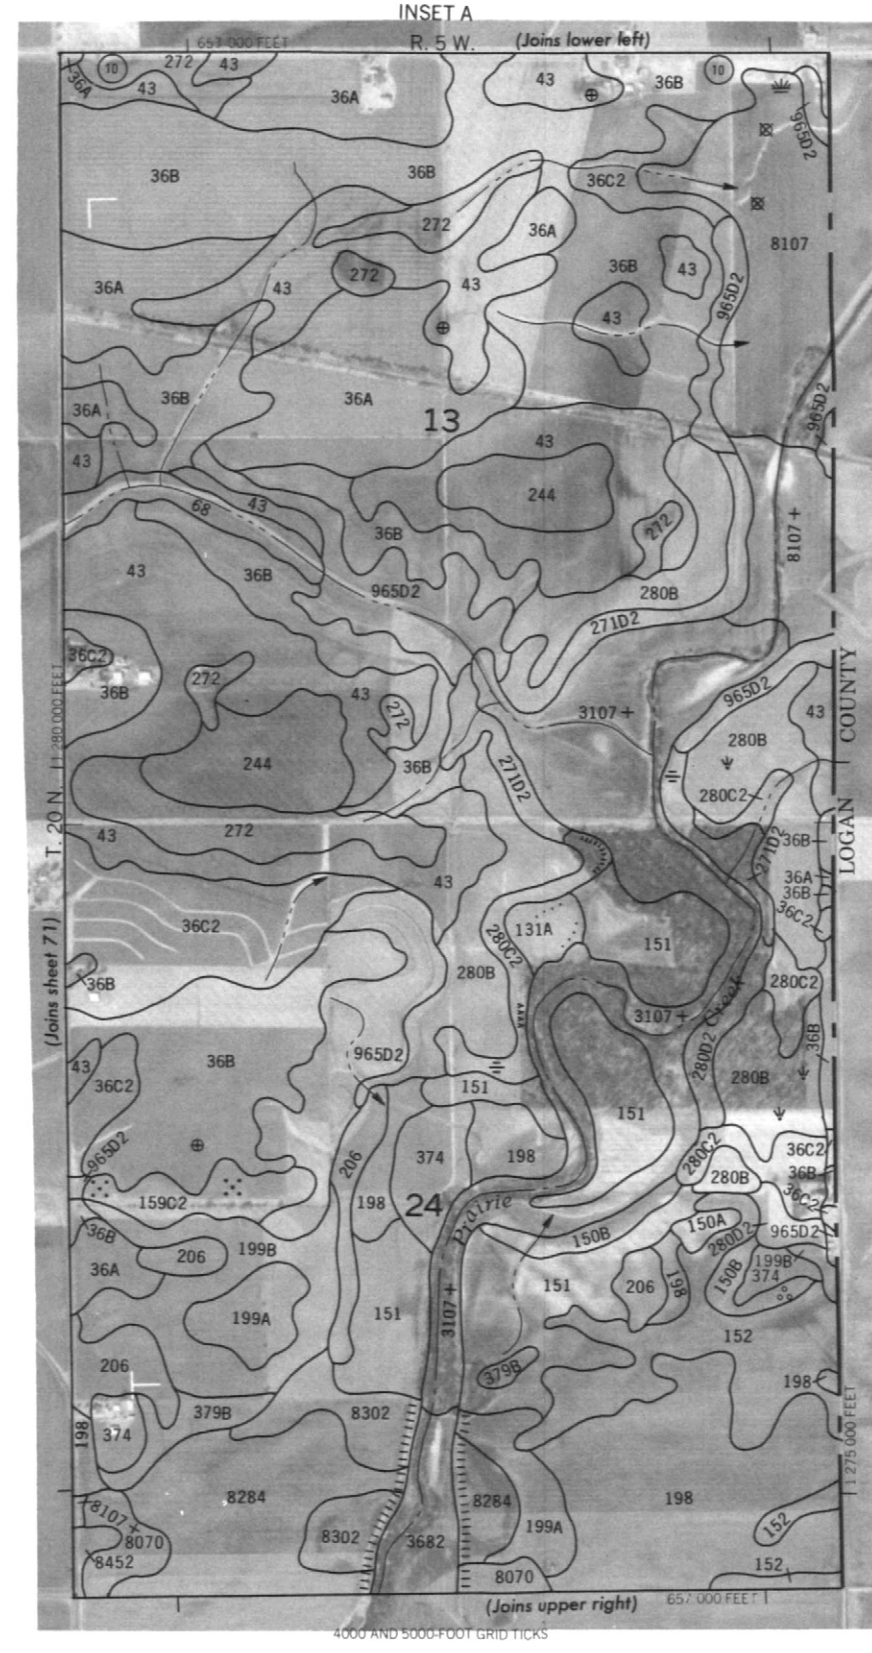 INSET A
657 000 FEET
R. 5 W.
(Joins lower left)
10
272
43
10
36A
43
36A
43
36B
965D2
36B
36B
36C2
272
36A
8107
36A
43
272
43
36B
43
965D2
43
36A
36B
36A
13
965D2
43
43
68
43
244
272
8107
36B
43
36B
965D2
280B
271D2
36C2
36B
272
43
272
3107
965D2
43
280B
COUNTY
T. 20 N.
1 280 000 FEET
244
36B
271D2
280C2
LOGAN
43
272
271D2
36B
43
36A
36B
36C2
36C2
131A
280C2
151
36B
280B
280C2
(Joins sheet 71)
3107
Creek
36B
43
36C2
36B
965D2
280D2
280B
151
151
965D2
206
374
198
280C2
36C2
36B
280B
36C2
159C2
198
24
Prairie
36B
199B
150B
150A
280D2
965D2
206
36A
199B
374
150B
151
206
198
199A
151
3107
152
206
379B
198
198
374
379B
8302
1 275 000 FEET
8284
8284
198
8107
8070
8452
8302
3682
199A
152
8070
152
(Joins upper right)
657 000 FEET
4000 AND 5000-FOOT GRID TICKS